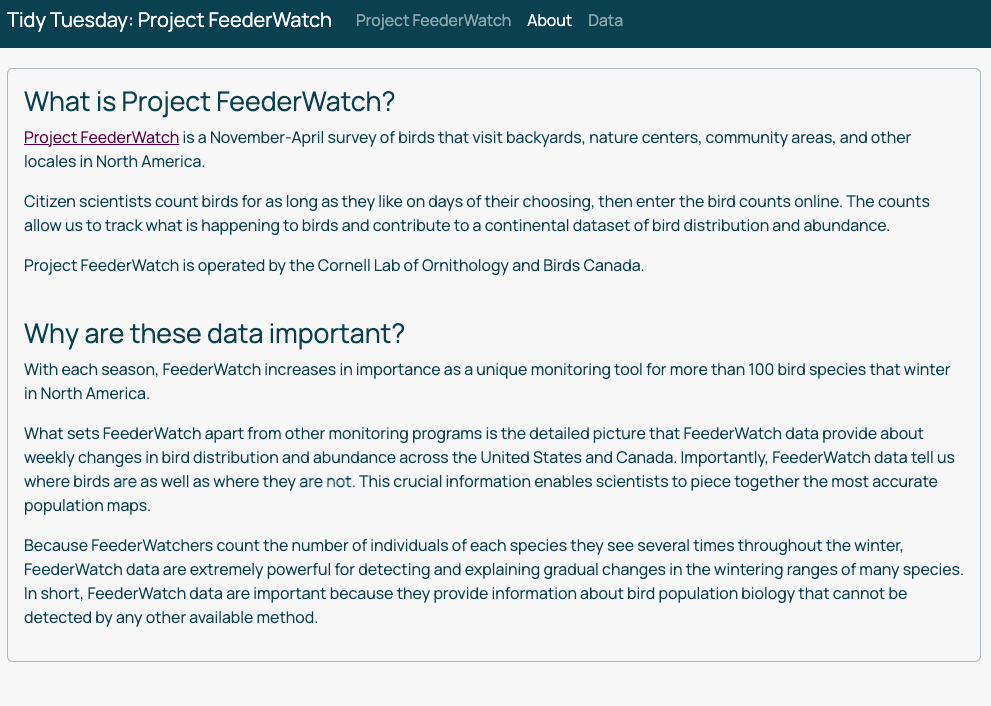 Tidy Tuesday: Project FeederWatch Project FeederWatch About Data
What is Project FeederWatch?
Project FeederWatch is a November-April survey of birds that visit backyards, nature centers, community areas, and other
locales in North America.
Citizen scientists count birds for as long as they like on days of their choosing, then enter the bird counts online. The counts
allow us to track what is happening to birds and contribute to a continental dataset of bird distribution and abundance.
Project FeederWatch is operated by the Cornell Lab of Ornithology and Birds Canada.
Why are these data important?
With each season, FeederWatch increases in importance as a unique monitoring tool for more than 100 bird species that winter
in North America.
What sets FeederWatch apart from other monitoring programs is the detailed picture that FeederWatch data provide about
weekly changes in bird distribution and abundance across the United States and Canada. Importantly, FeederWatch data tell us
where birds are as well as where they are not. This crucial information enables scientists to piece together the most accurate
population maps.
Because FeederWatchers count the number of individuals of each species they see several times throughout the winter,
FeederWatch data are extremely powerful for detecting and explaining gradual changes in the wintering ranges of many species.
In short, FeederWatch data are important because they provide information about bird population biology that cannot be
detected by any other available method.